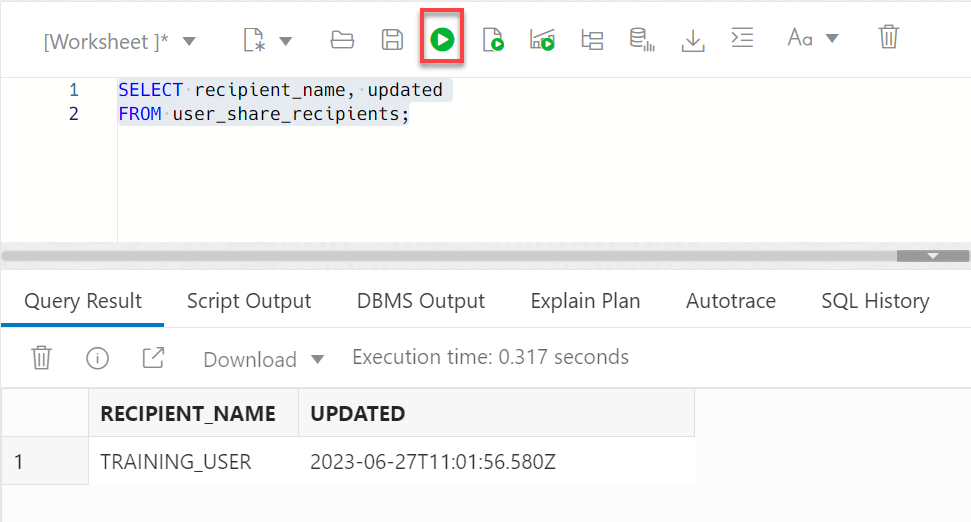 [Worksheet ]* Aa
1 SELECT recipient_name, updated
2 FROM user_share_recipients;
Query Result Script Output DBMS Output Explain Plan Autotrace SQL History
Download Execution time: 0.317 seconds
RECIPIENT_NAME UPDATED
1 TRAINING_USER 2023-06-27T11:01:56.580Z